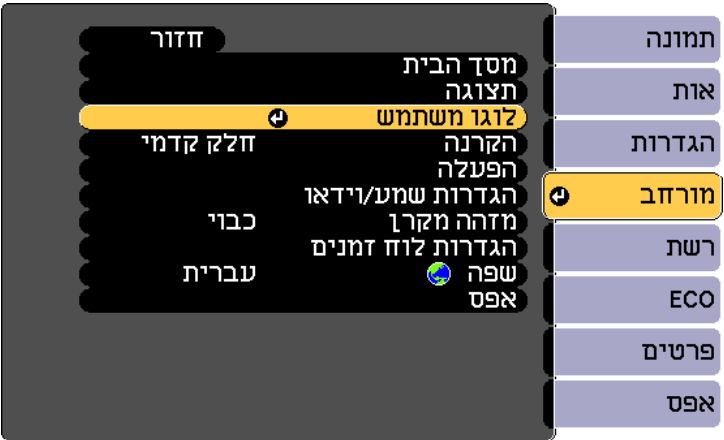 תמונה
אות
הגדרות
מורחב
רשת
ECO
פרטים
אפס
חזור
מסך הבית
תצוגה
לוגו משתמש
הקרנה חלק קדמי
הפעלה
הגדרות שמע/וידאו
מזהה מקרן כבוי
הגדרות לוח זמנים
שפה עברית
אפס